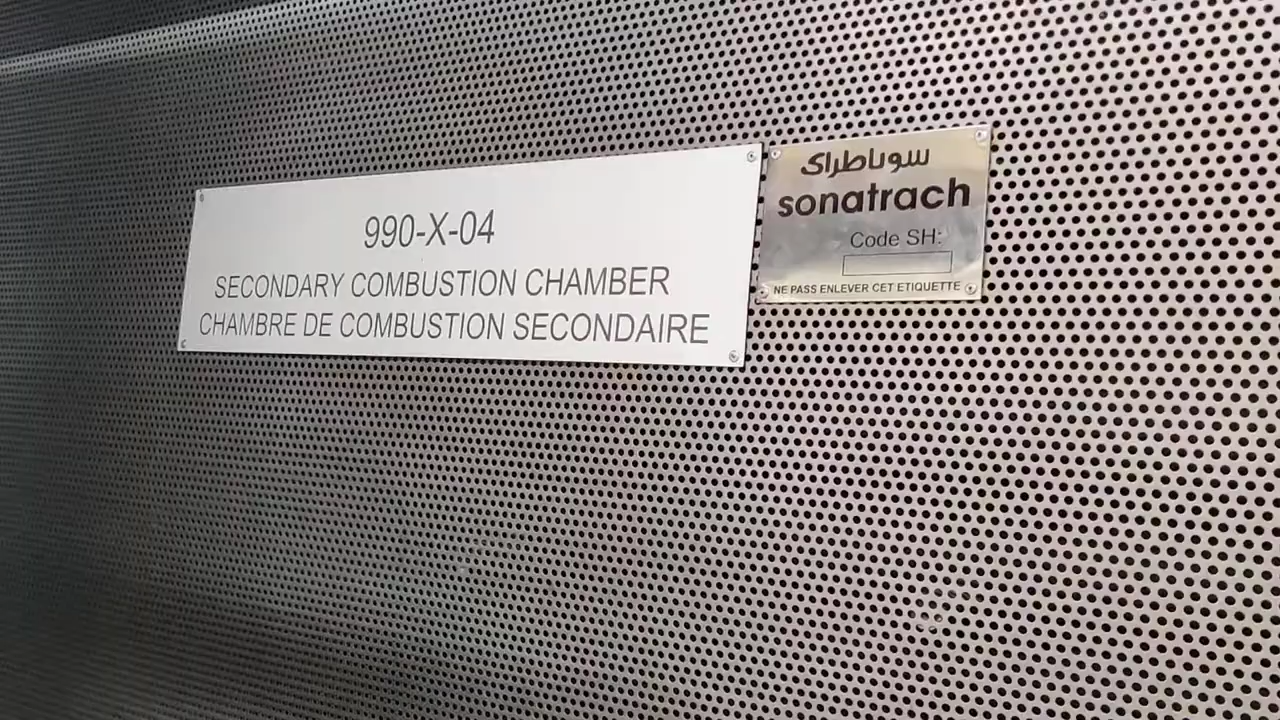 990-X-04
SECONDARY COMBUSTION CHAMBER
CHAMBRE DE COMBUSTION SECONDAIRE
سوناطراك
sonatrach
Code SH:
NE PASS ENLEVER CET ETIQUETTE